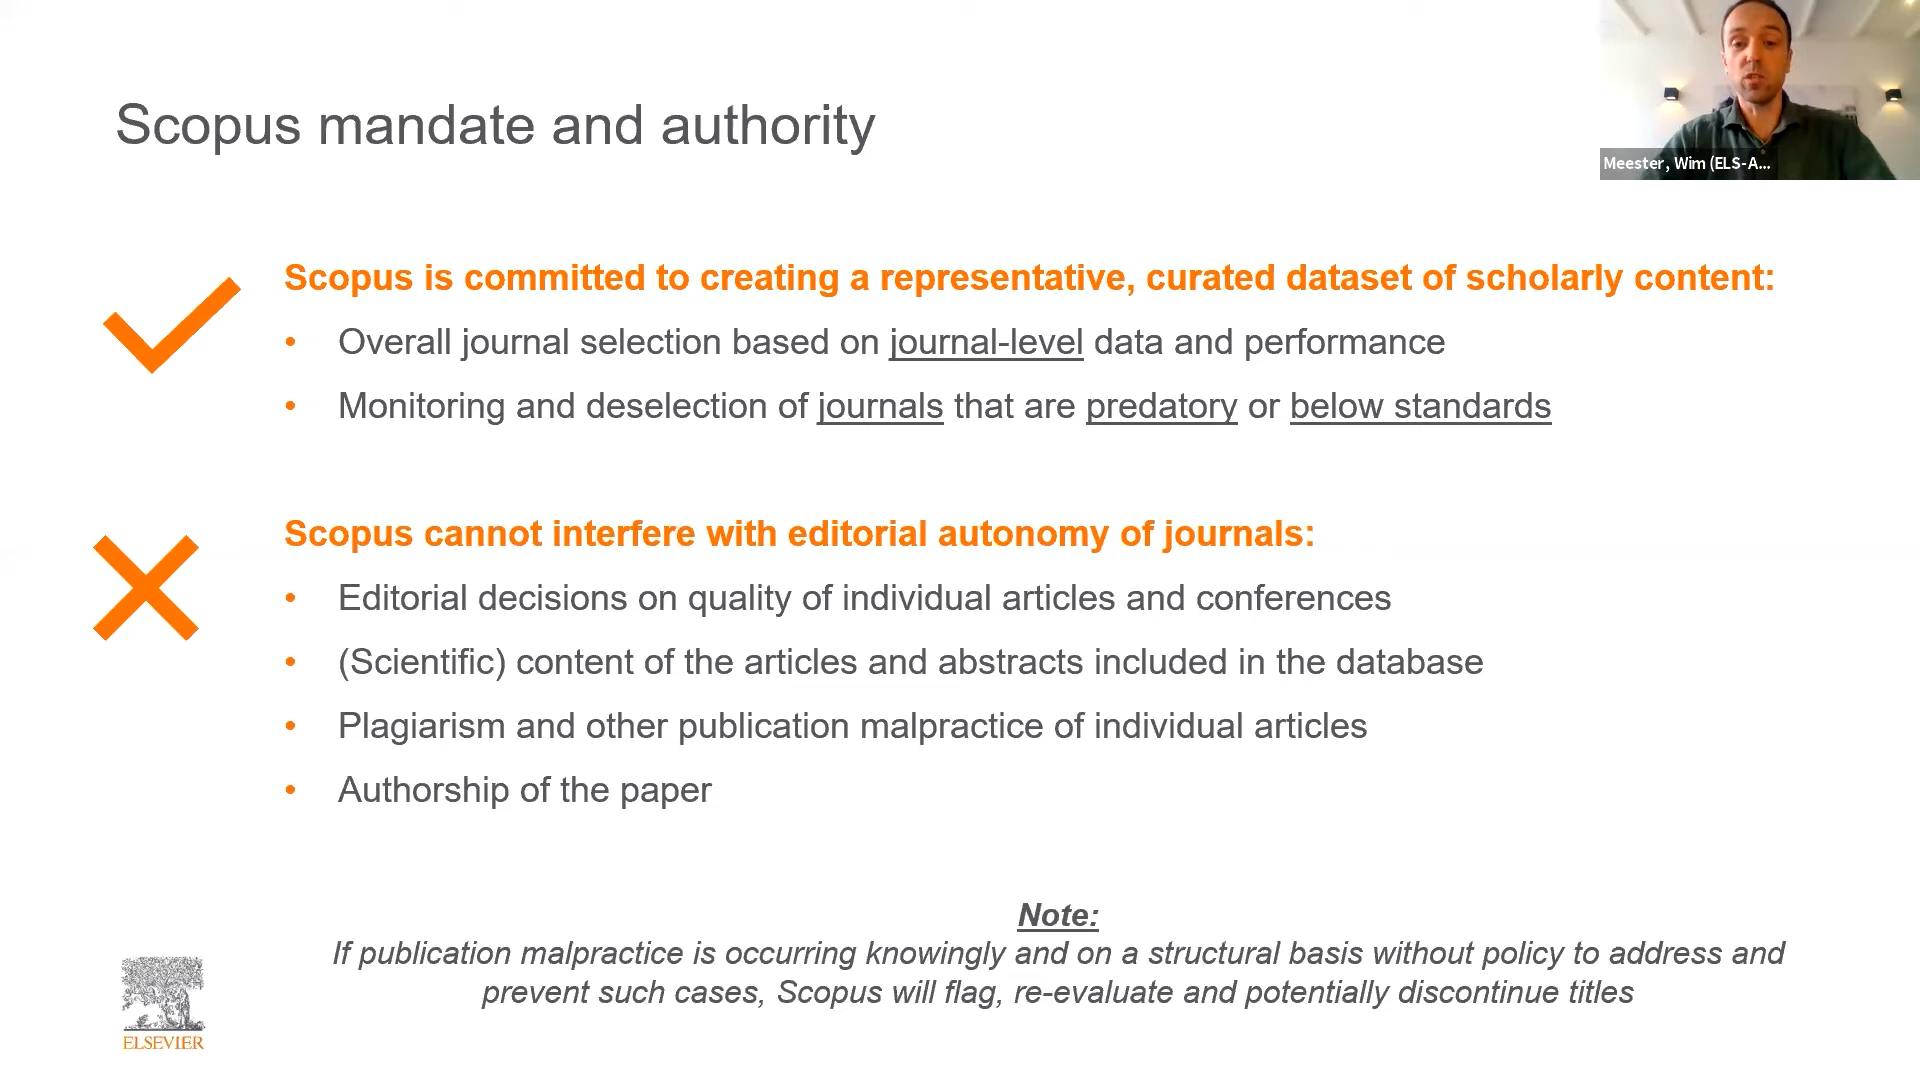 Scopus mandate and authority
Meester, Wim (ELS-A...
Scopus is committed to creating a representative, curated dataset of scholarly content:
• Overall journal selection based on journal-level data and performance
• Monitoring and deselection of journals that are predatory or below standards
Scopus cannot interfere with editorial autonomy of journals:
• Editorial decisions on quality of individual articles and conferences
• (Scientific) content of the articles and abstracts included in the database
• Plagiarism and other publication malpractice of individual articles
• Authorship of the paper
Note:
If publication malpractice is occurring knowingly and on a structural basis without policy to address and
prevent such cases, Scopus will flag, re-evaluate and potentially discontinue titles
ELSEVIER